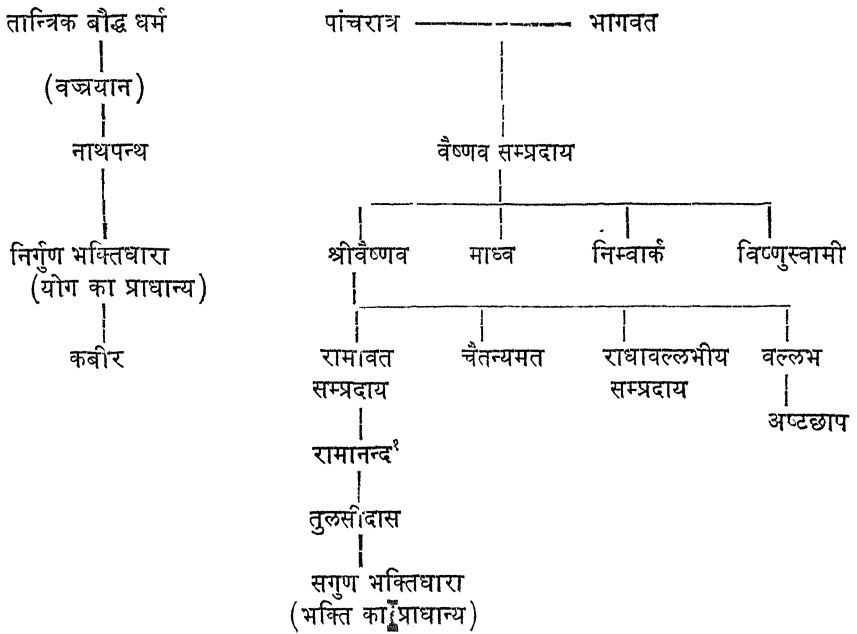 तान्त्रिक बौद्ध धर्म पांचरात्र भागवत
(वज्रयान)
नाथपन्थ वैष्णव सम्प्रदाय
निर्गुण भक्तिधारा श्रीवैष्णव माध्व निम्वार्क विष्णुस्वामी
(योग का प्राधान्य)
कबीर रामावत चैतन्यमत राधावल्लभीय वल्लभ
सम्प्रदाय सम्प्रदाय
अष्टछाप
रामानन्द१
तुलसीदास
सगुण भक्तिधारा
(भक्ति का प्राधान्य)